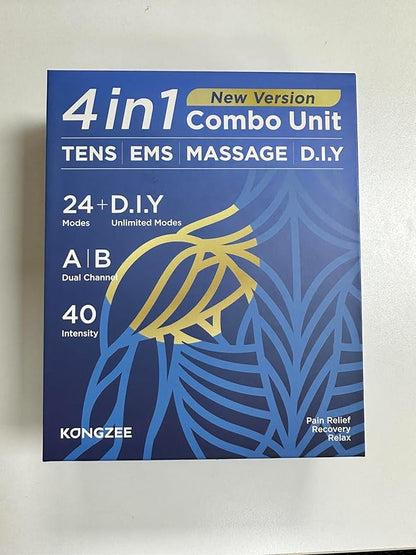 4in1
New Version
Combo Unit
TENS | EMS | MASSAGE | D.I.Y
24 + D.I.Y
Modes Unlimited Modes
A | B
Dual Channel
40
Intensity
KONGZEE
Pain Relief
Recovery
Relax